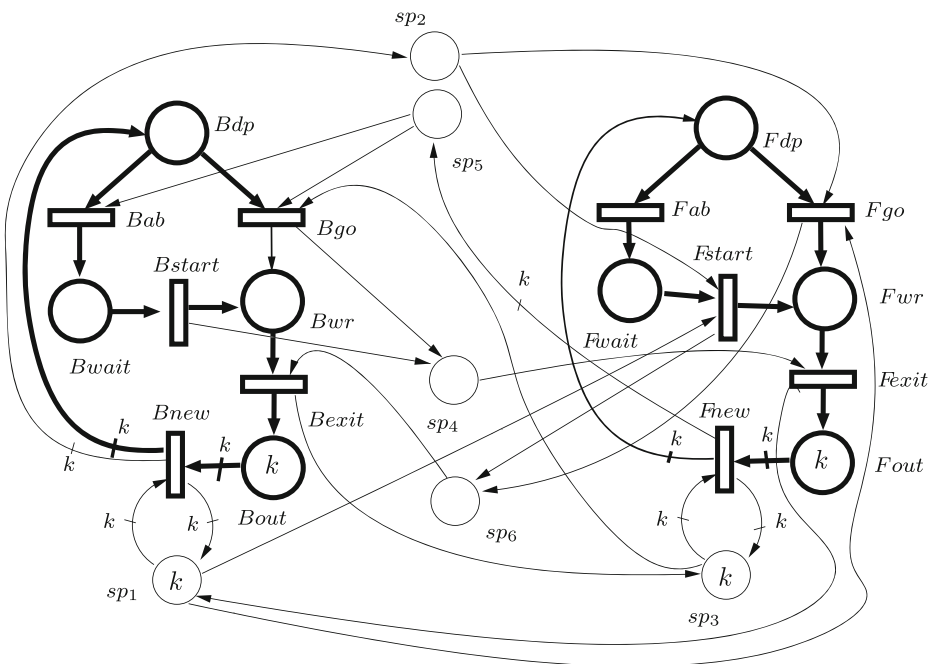 sp2
Bdp
Fdp
sp5
Bab
Bgo
Fab
Fgo
Bstart
Fstart
k
Bwr
Fwr
Bwait
Fwait
Bexit
Fexit
sp4
Bnew
Fnew
k
k
k
k
k
k
k
Bout
Fout
sp6
k
k
k
k
k
k
sp1
sp3